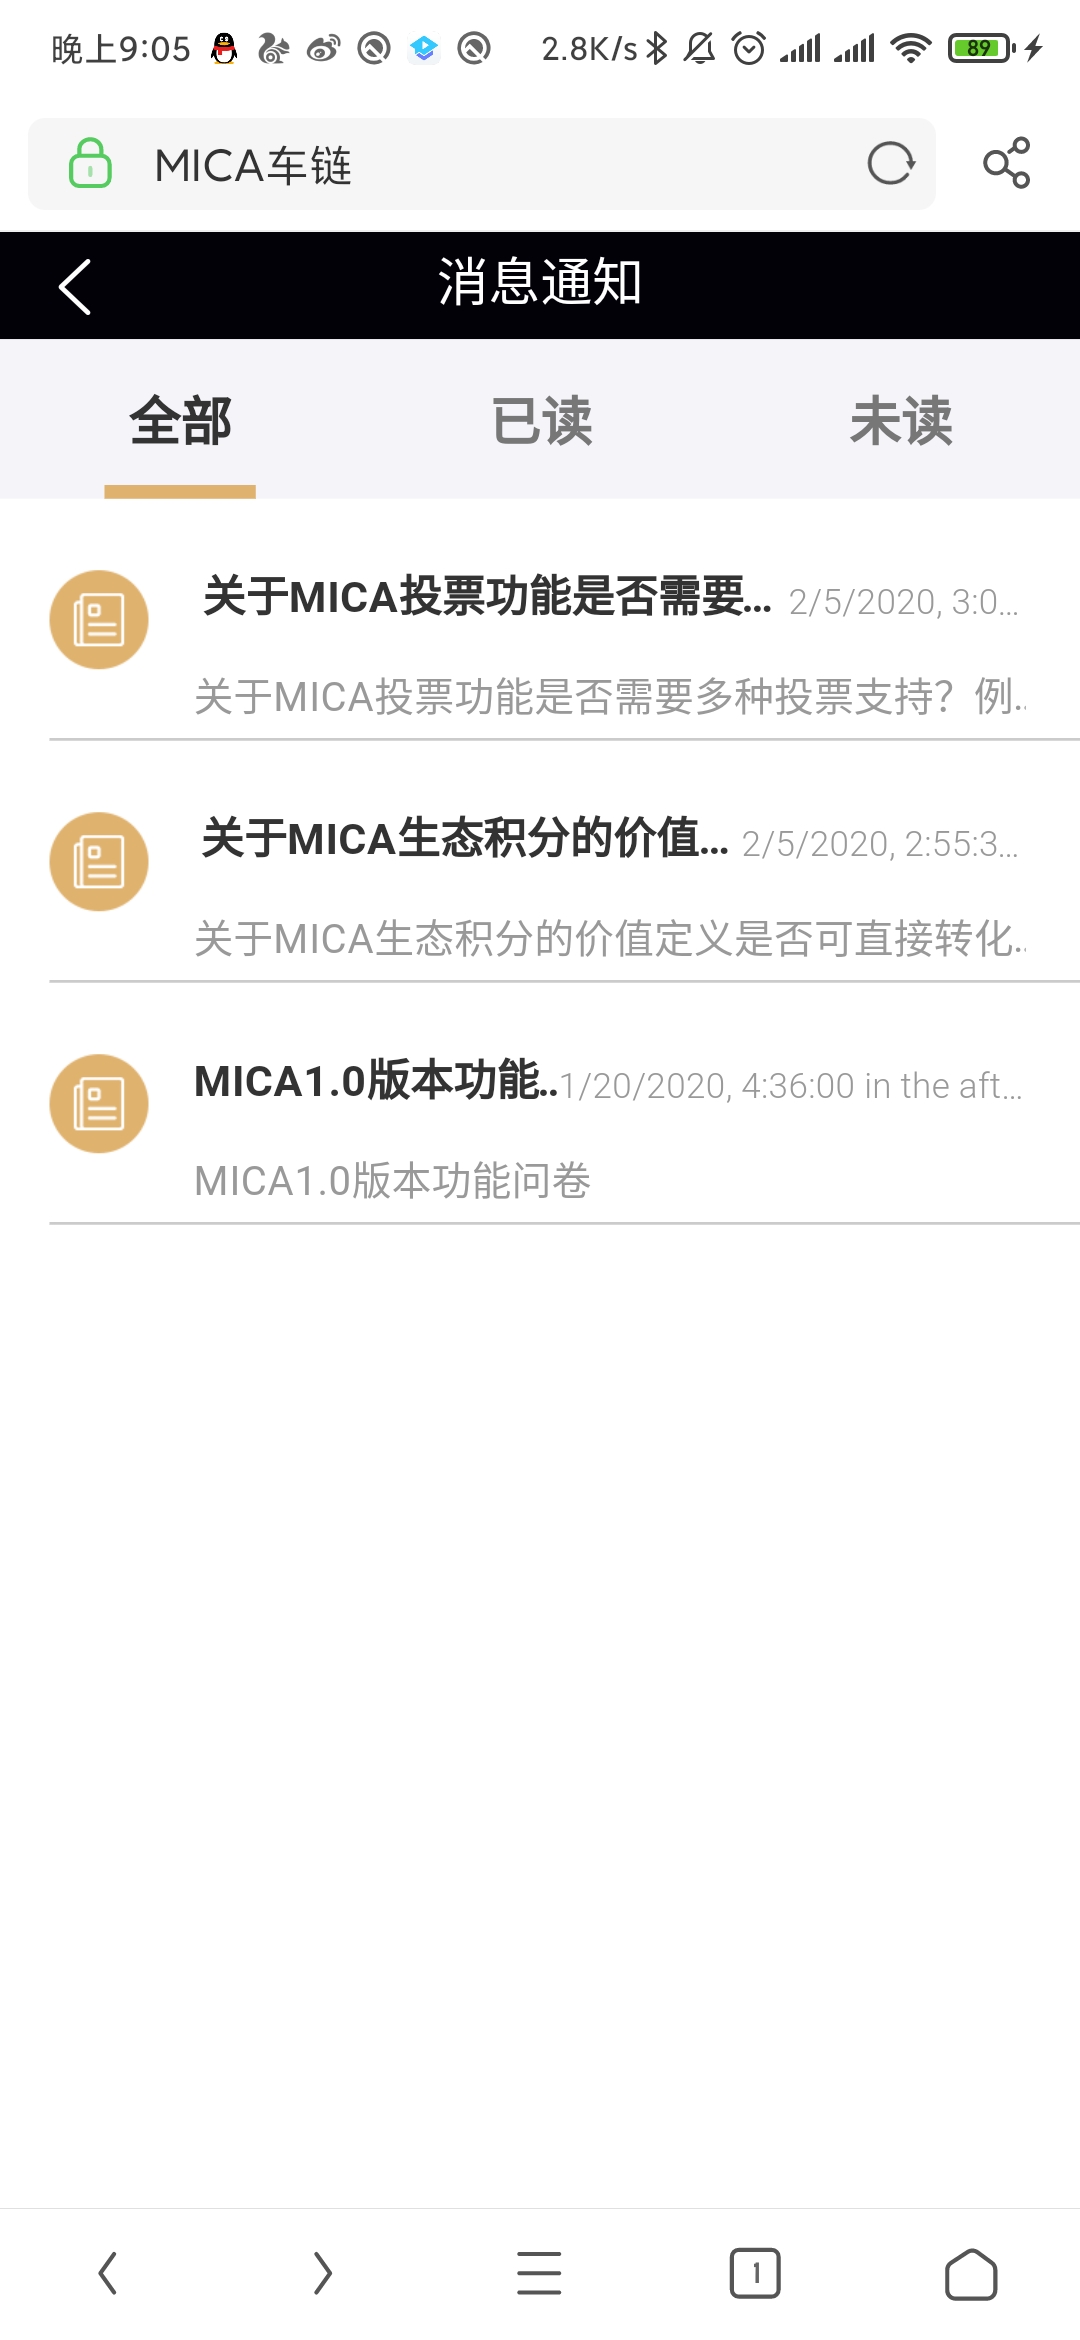 晚上9:05 2.8K/s 89
MICA车链
消息通知
全部 已读 未读
关于MICA投票功能是否需要... 2/5/2020, 3:0...
关于MICA投票功能是否需要多种投票支持？例..
关于MICA生态积分的价值... 2/5/2020, 2:55:3...
关于MICA生态积分的价值定义是否可直接转化..
MICA1.0版本功能..1/20/2020, 4:36:00 in the aft...
MICA1.0版本功能问卷
1